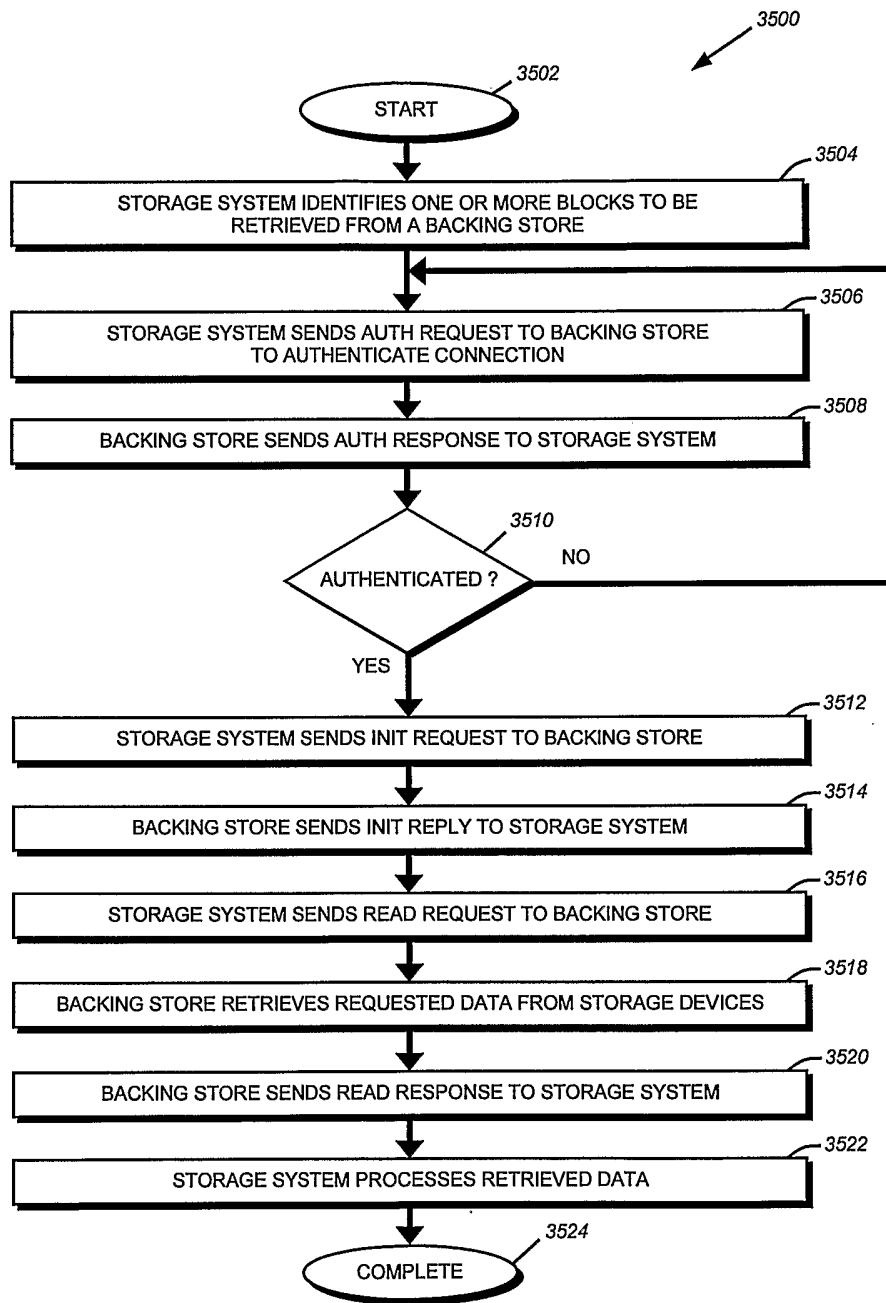 3500
3502
START
3504
STORAGE SYSTEM IDENTIFIES ONE OR MORE BLOCKS TO BE
RETRIEVED FROM A BACKING STORE
3506
STORAGE SYSTEM SENDS AUTH REQUEST TO BACKING STORE
TO AUTHENTICATE CONNECTION
3508
BACKING STORE SENDS AUTH RESPONSE TO STORAGE SYSTEM
3510
AUTHENTICATED ?
NO
YES
3512
STORAGE SYSTEM SENDS INIT REQUEST TO BACKING STORE
3514
BACKING STORE SENDS INIT REPLY TO STORAGE SYSTEM
3516
STORAGE SYSTEM SENDS READ REQUEST TO BACKING STORE
3518
BACKING STORE RETRIEVES REQUESTED DATA FROM STORAGE DEVICES
3520
BACKING STORE SENDS READ RESPONSE TO STORAGE SYSTEM
3522
STORAGE SYSTEM PROCESSES RETRIEVED DATA
3524
COMPLETE